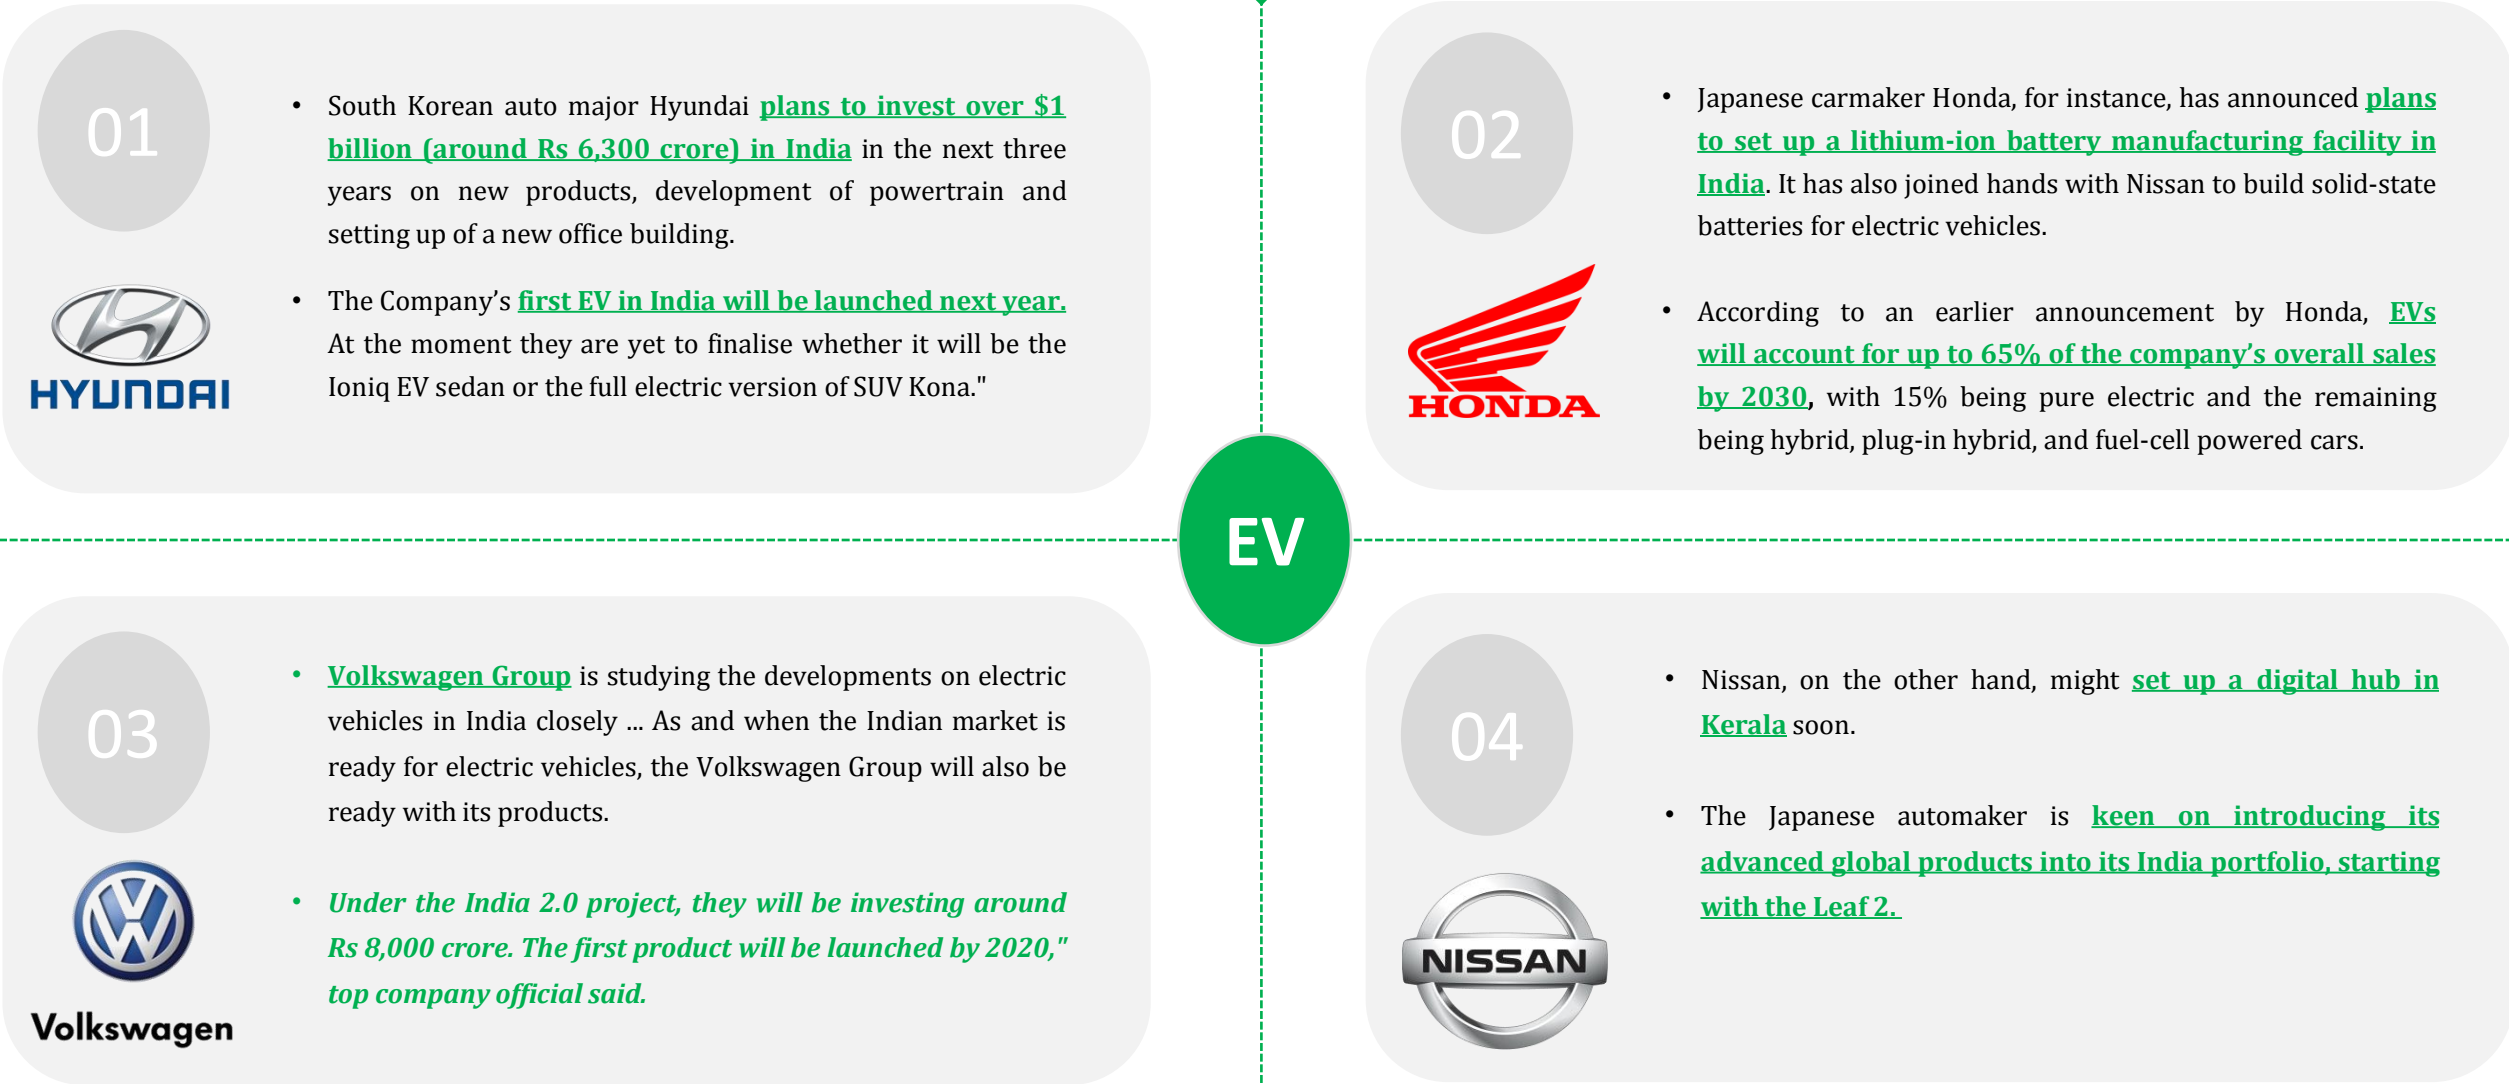 01
• South Korean auto major Hyundai plans to invest over $1
billion (around Rs 6,300 crore) in India in the next three
years on new products, development of powertrain and
setting up of a new office building.
• The Company’s first EV in India will be launched next year.
At the moment they are yet to finalise whether it will be the
Ioniq EV sedan or the full electric version of SUV Kona."
HYUNDAI
02
• Japanese carmaker Honda, for instance, has announced plans
to set up a lithium-ion battery manufacturing facility in
India. It has also joined hands with Nissan to build solid-state
batteries for electric vehicles.
• According to an earlier announcement by Honda, EVs
will account for up to 65% of the company’s overall sales
by 2030, with 15% being pure electric and the remaining
being hybrid, plug-in hybrid, and fuel-cell powered cars.
HONDA
EV
03
• Volkswagen Group is studying the developments on electric
vehicles in India closely ... As and when the Indian market is
ready for electric vehicles, the Volkswagen Group will also be
ready with its products.
• Under the India 2.0 project, they will be investing around
Rs 8,000 crore. The first product will be launched by 2020,"
top company official said.
Volkswagen
04
• Nissan, on the other hand, might set up a digital hub in
Kerala soon.
• The Japanese automaker is keen on introducing its
advanced global products into its India portfolio, starting
with the Leaf 2.
NISSAN